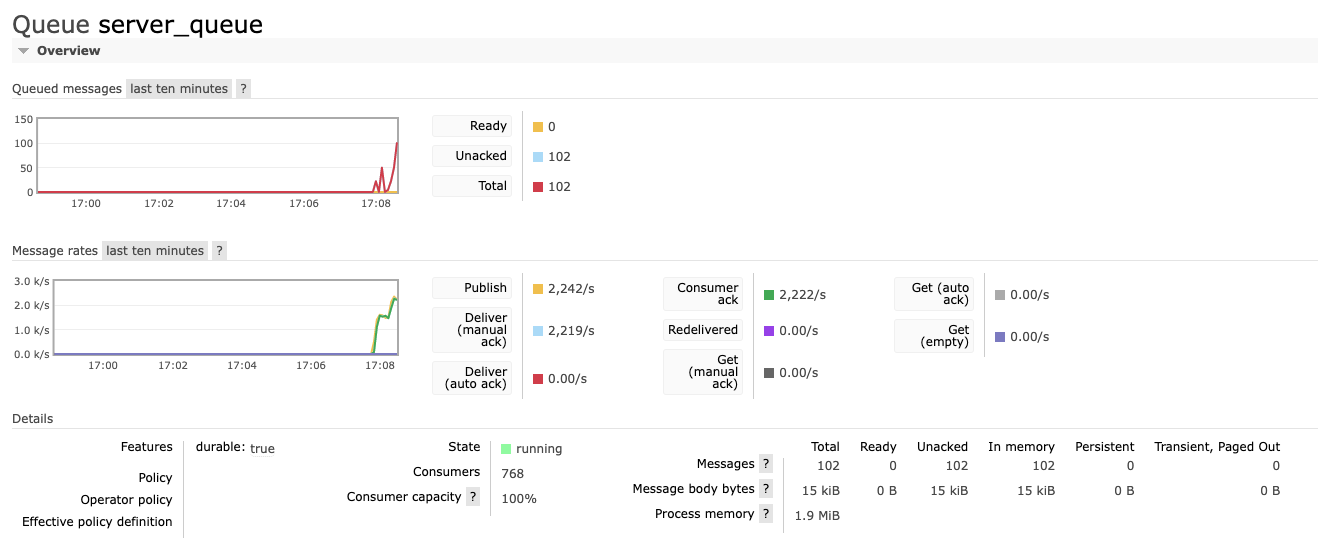 Queue server_queue
Overview
Queued messages last ten minutes ?
150
100
50
0
17:00 17:02 17:04 17:06 17:08
Ready 0
Unacked 102
Total 102
Message rates last ten minutes ?
3.0 k/s
2.0 k/s
1.0 k/s
0.0 k/s
17:00 17:02 17:04 17:06 17:08
Publish 2,242/s
Deliver
(manual
ack) 2,219/s
Deliver
(auto ack) 0.00/s
Consumer
ack 2,222/s
Redelivered 0.00/s
Get
(manual
ack) 0.00/s
Get (auto
ack) 0.00/s
Get
(empty) 0.00/s
Details
Features durable: true
Policy
Operator policy
Effective policy definition
State running
Consumers 768
Consumer capacity ? 100%
Total Ready Unacked In memory Persistent Transient, Paged Out
Messages ? 102 0 102 102 0 0
Message body bytes ? 15 kiB 0 B 15 kiB 15 kiB 0 B 0 B
Process memory ? 1.9 MiB